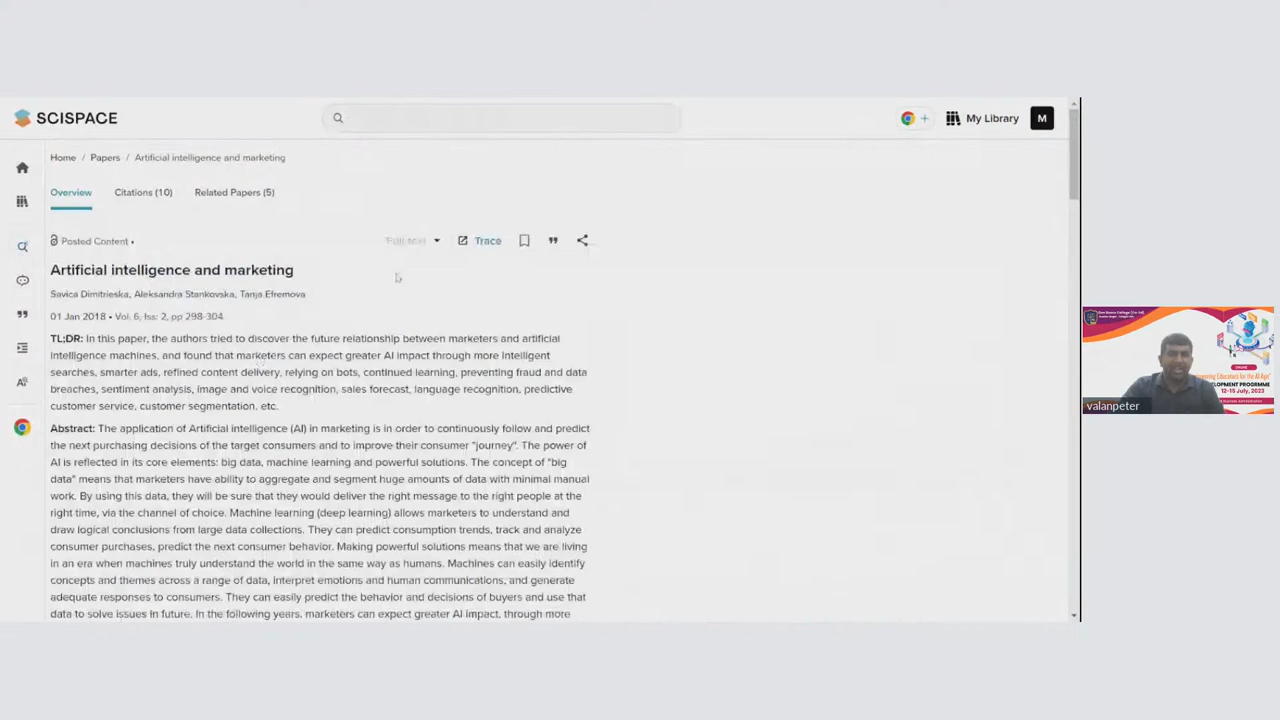 SCISPACE
My Library
M
Home / Papers / Artificial intelligence and marketing
Overview
Citations (10)
Related Papers (5)
Posted Content •
Full text
Trace
Artificial intelligence and marketing
Savica Dimitrieska, Aleksandra Stankovska, Tanja Efremova
01 Jan 2018 • Vol. 6, Iss: 2, pp 298-304
TL;DR: In this paper, the authors tried to discover the future relationship between marketers and artificial
intelligence machines, and found that marketers can expect greater AI impact through more intelligent
searches, smarter ads, refined content delivery, relying on bots, continued learning, preventing fraud and data
breaches, sentiment analysis, image and voice recognition, sales forecast, language recognition, predictive
customer service, customer segmentation, etc.
Abstract: The application of Artificial intelligence (AI) in marketing is in order to continuously follow and predict
the next purchasing decisions of the target consumers and to improve their consumer "journey". The power of
AI is reflected in its core elements: big data, machine learning and powerful solutions. The concept of "big
data" means that marketers have ability to aggregate and segment huge amounts of data with minimal manual
work. By using this data, they will be sure that they would deliver the right message to the right people at the
right time, via the channel of choice. Machine learning (deep learning) allows marketers to understand and
draw logical conclusions from large data collections. They can predict consumption trends, track and analyze
consumer purchases, predict the next consumer behavior. Making powerful solutions means that we are living
in an era when machines truly understand the world in the same way as humans. Machines can easily identify
concepts and themes across a range of data, interpret emotions and human communications, and generate
adequate responses to consumers. They can easily predict the behavior and decisions of buyers and use that
data to solve issues in future. In the following years, marketers can expect greater AI impact, through more
ONLINE
Educators for the AI Age"
DEVELOPMENT PROGRAMME
12-15 July, 2023
valanpeter